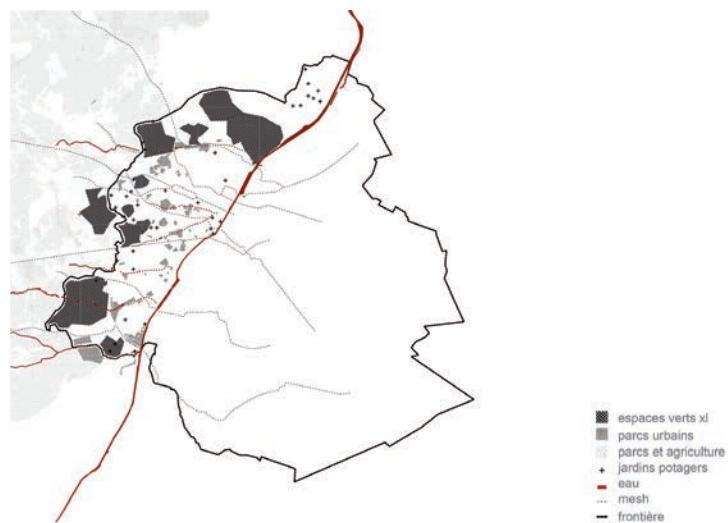 espaces verts xl
parcs urbains
parcs et agriculture
jardins potagers
eau
mesh
frontière